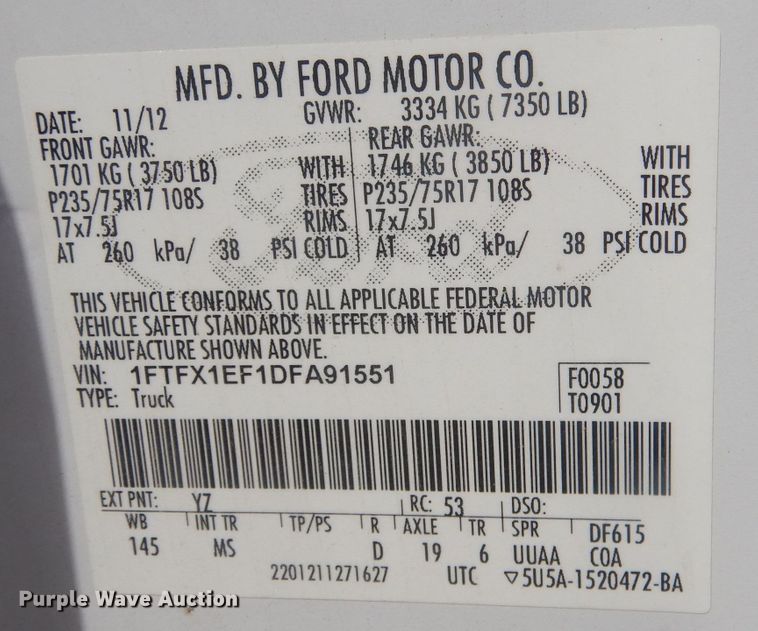 MFD. BY FORD MOTOR CO.
DATE: 11/12 GVWR: 3334 KG ( 7350 LB)
FRONT GAWR: REAR GAWR:
1701 KG ( 3750 LB) WITH 1746 KG ( 3850 LB) WITH
P235/75R17 108S TIRES P235/75R17 108S TIRES
17x7.5J RIMS 17x7.5J RIMS
AT 260 kPa/ 38 PSI COLD AT 260 kPa/ 38 PSI COLD
THIS VEHICLE CONFORMS TO ALL APPLICABLE FEDERAL MOTOR
VEHICLE SAFETY STANDARDS IN EFFECT ON THE DATE OF
MANUFACTURE SHOWN ABOVE.
VIN: 1FTFX1EF1DFA91551 F0058
TYPE: Truck T0901
EXT PNT: YZ RC: 53 DSO:
WB INT TR TP/PS R AXLE TR SPR DF615
145 MS D 19 6 UUAA COA
2201211271627 UTC ▽5U5A-1520472-BA
Purple Wave Auction